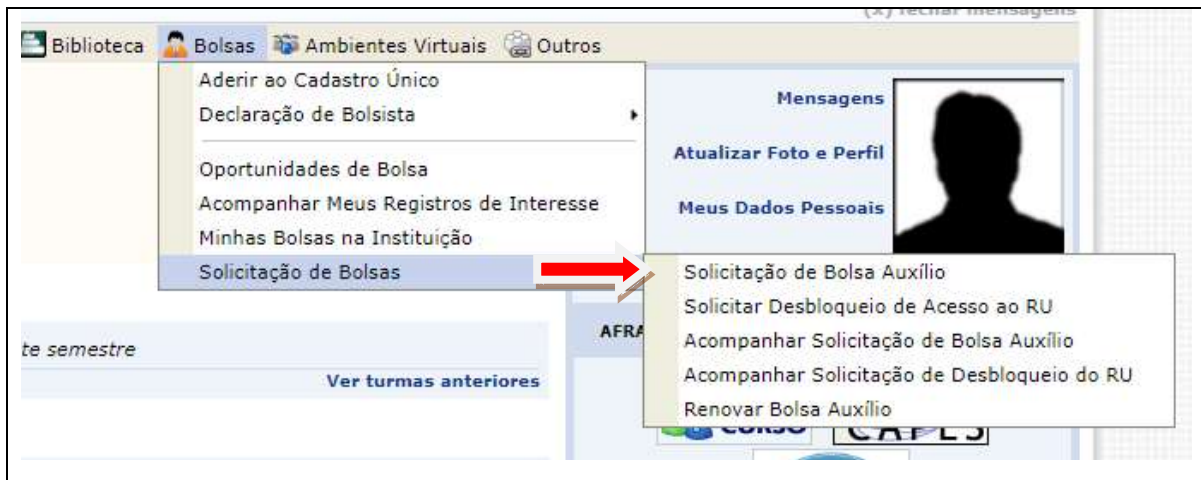 (x) fechar mensagens
Biblioteca Bolsas Ambientes Virtuais Outros
Aderir ao Cadastro Único
Declaração de Bolsista
Oportunidades de Bolsa
Acompanhar Meus Registros de Interesse
Minhas Bolsas na Instituição
Solicitação de Bolsas
Mensagens
Atualizar Foto e Perfil
Meus Dados Pessoais
Solicitação de Bolsa Auxílio
Solicitar Desbloqueio de Acesso ao RU
Acompanhar Solicitação de Bolsa Auxílio
Acompanhar Solicitação de Desbloqueio do RU
Renovar Bolsa Auxílio
te semestre
Ver turmas anteriores
AFRA
CURSO
CAPES